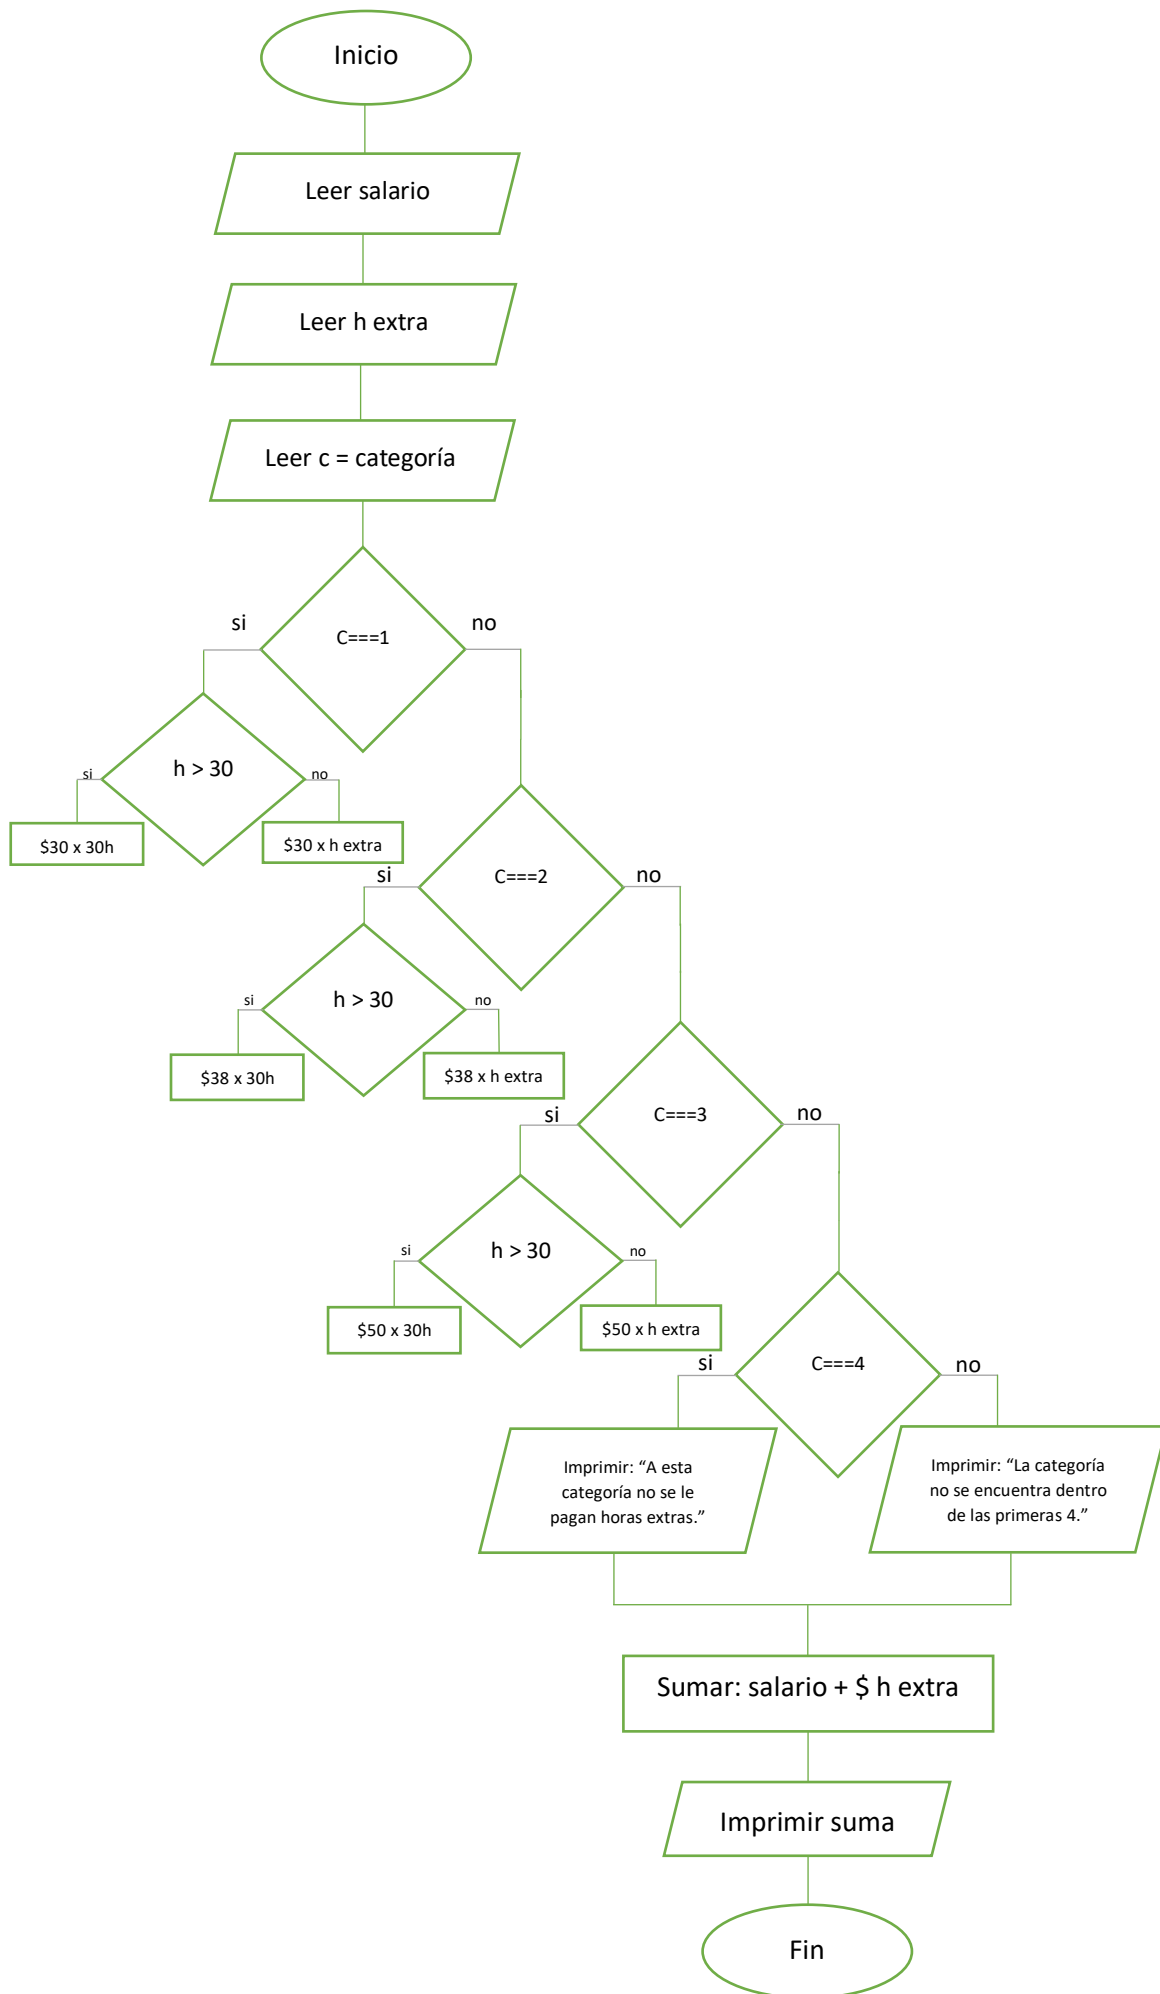 Inicio
Leer salario
Leer h extra
Leer c = categoría
si
C===1
no
si
h > 30
no
$30 x 30h
$30 x h extra
si
C===2
no
si
h > 30
no
$38 x 30h
$38 x h extra
si
C===3
no
si
h > 30
no
$50 x 30h
$50 x h extra
si
C===4
no
Imprimir: “A esta
categoría no se le
pagan horas extras.”
Imprimir: “La categoría
no se encuentra dentro
de las primeras 4.”
Sumar: salario + $ h extra
Imprimir suma
Fin